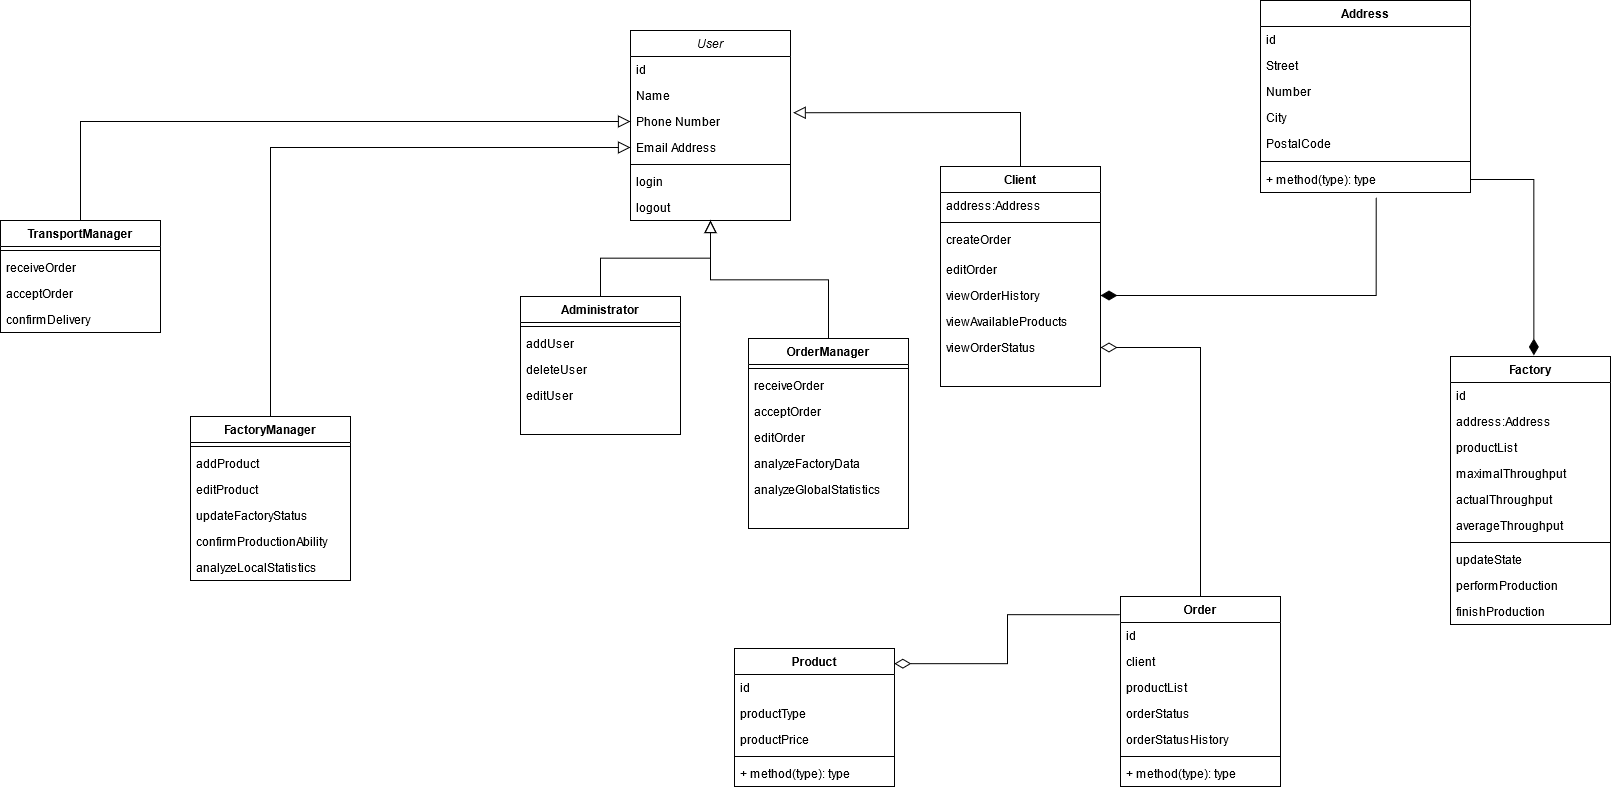 User
id
Name
Phone Number
Email Address
login
logout
Address
id
Street
Number
City
PostalCode
+ method(type): type
TransportManager
receiveOrder
acceptOrder
confirmDelivery
Client
address:Address
createOrder
editOrder
viewOrderHistory
viewAvailableProducts
viewOrderStatus
Administrator
addUser
deleteUser
editUser
OrderManager
receiveOrder
acceptOrder
editOrder
analyzeFactoryData
analyzeGlobalStatistics
FactoryManager
addProduct
editProduct
updateFactoryStatus
confirmProductionAbility
analyzeLocalStatistics
Factory
id
address:Address
productList
maximalThroughput
actualThroughput
averageThroughput
updateState
performProduction
finishProduction
Product
id
productType
productPrice
+ method(type): type
Order
id
client
productList
orderStatus
orderStatusHistory
+ method(type): type